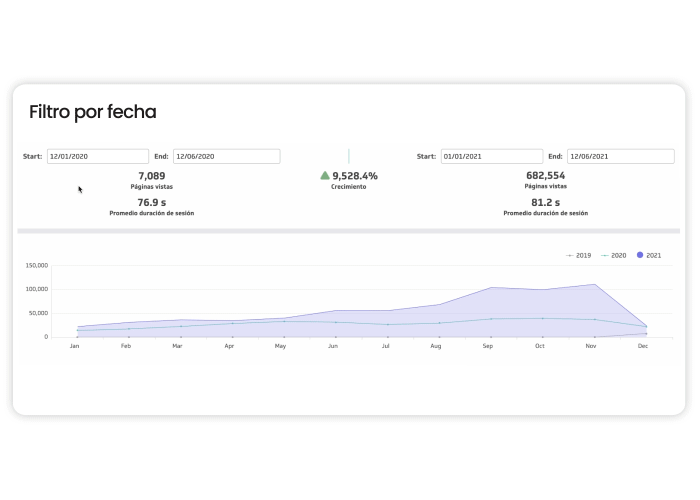 Filtro por fecha
Start: 12/01/2020 End: 12/06/2020 Start: 01/01/2021 End: 12/06/2021
7,089 9,528.4% 682,554
Páginas vistas Crecimiento Páginas vistas
76.9 s 81.2 s
Promedio duración de sesión Promedio duración de sesión
2019 2020 2021
150,000
100,000
50,000
0
Jan Feb Mar Apr May Jun Jul Aug Sep Oct Nov Dec